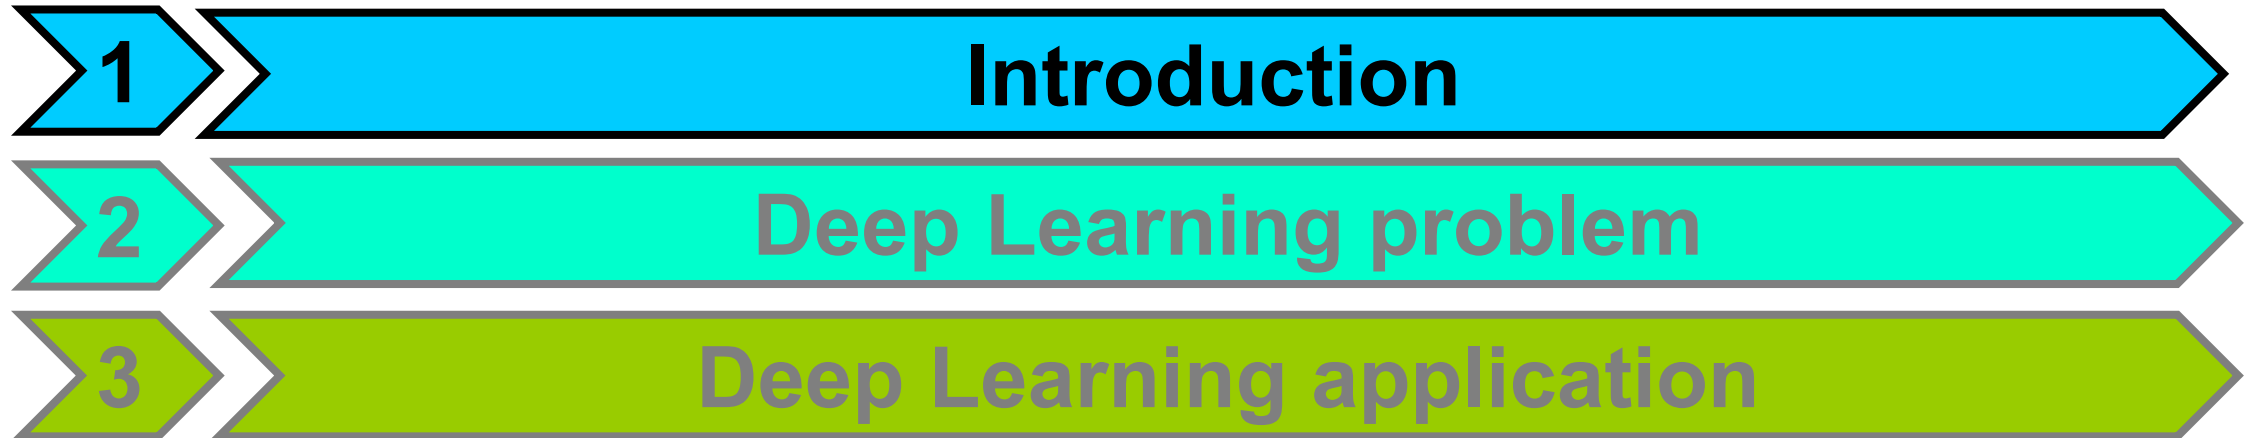 1 Introduction
2 Deep Learning problem
3 Deep Learning application